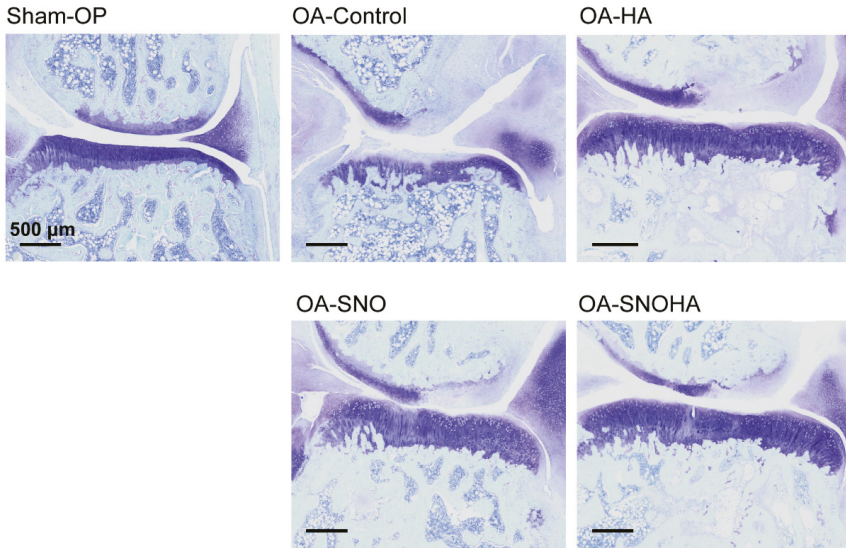 Sham-OP
OA-Control
OA-HA
500 µm
OA-SNO
OA-SNOHA